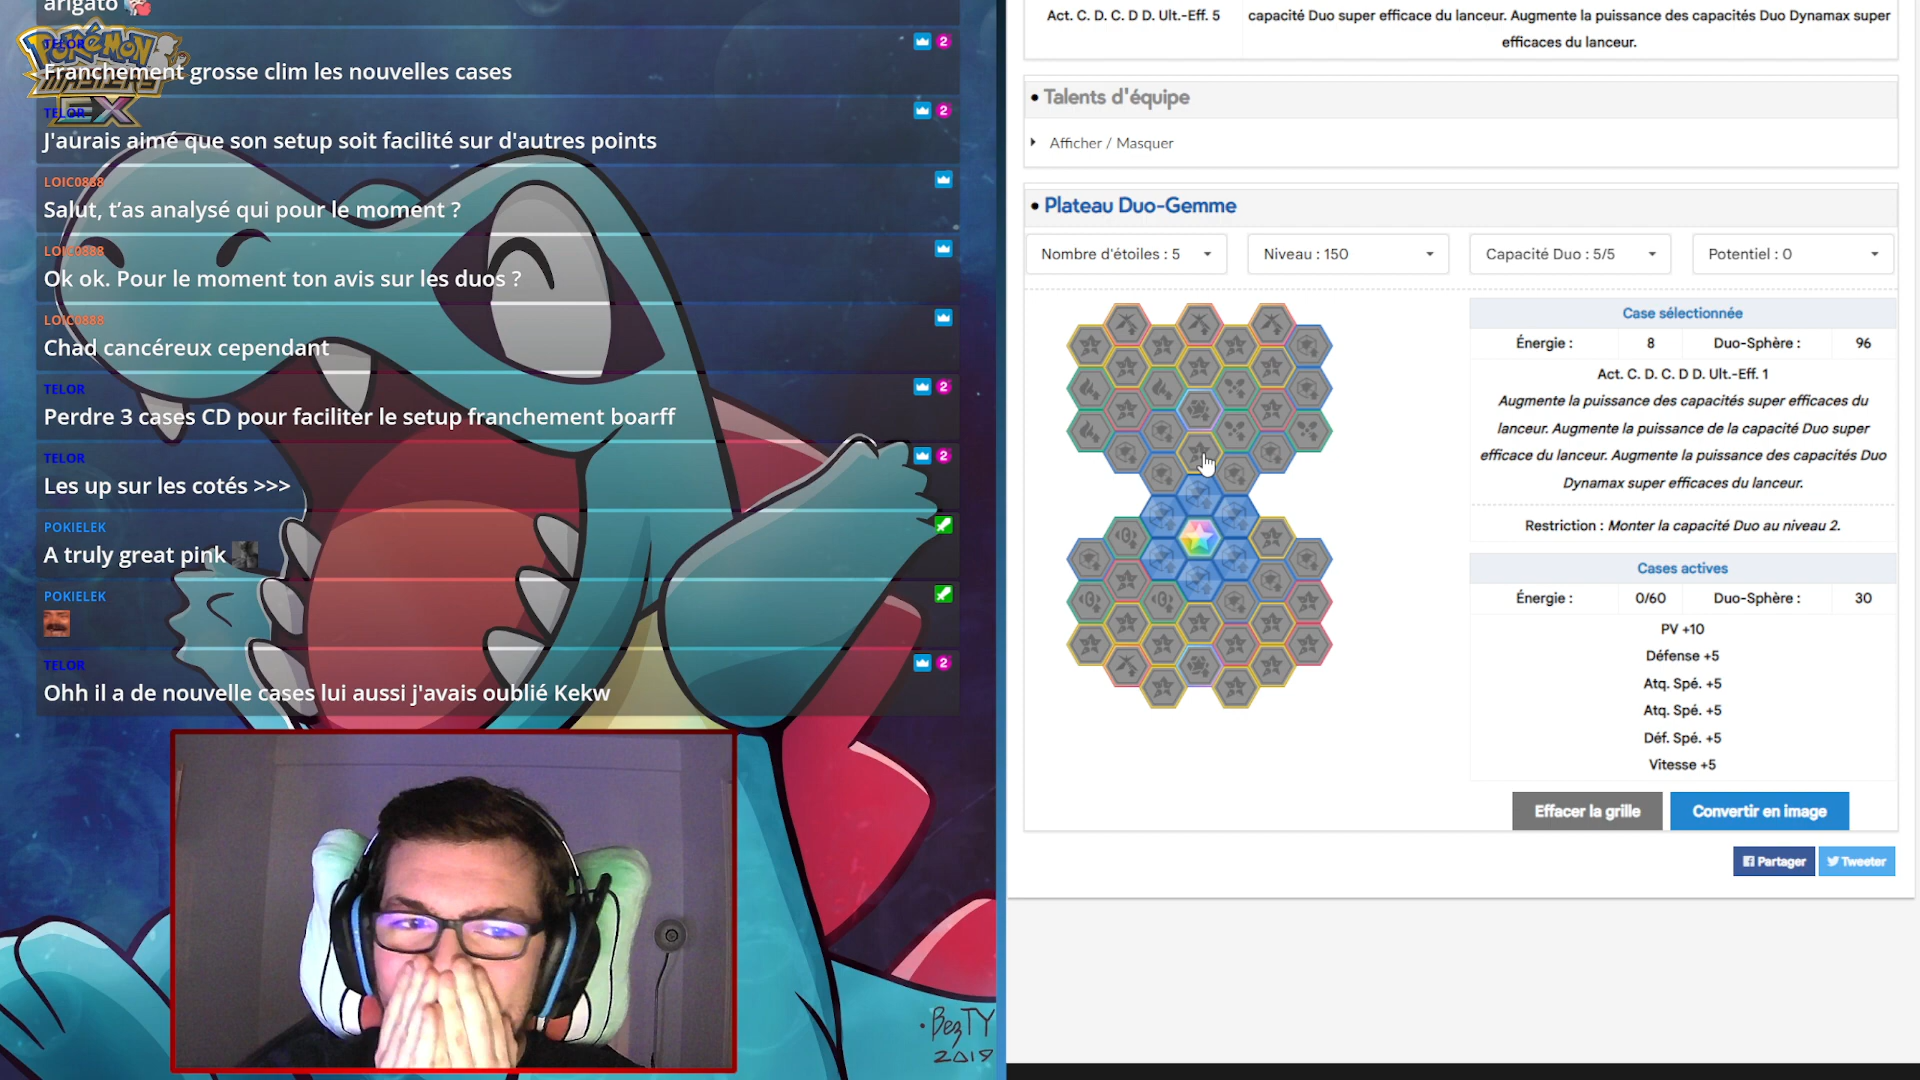 arigato
POKÉMON
MASTERS
EX
TELOR
2
Franchement grosse clim les nouvelles cases
TELOR
2
J'aurais aimé que son setup soit facilité sur d'autres points
LOIC0888
Salut, t'as analysé qui pour le moment ?
LOIC0888
Ok ok. Pour le moment ton avis sur les duos ?
LOIC0888
Chad cancéreux cependant
TELOR
2
Perdre 3 cases CD pour faciliter le setup franchement boarff
TELOR
2
Les up sur les cotés >>>
POKIELEK
A truly great pink
POKIELEK
TELOR
2
Ohh il a de nouvelle cases lui aussi j'avais oublié Kekw
• BezTY
2019
Act. C. D. C. D D. Ult.-Eff. 5
capacité Duo super efficace du lanceur. Augmente la puissance des capacités Duo Dynamax super
efficaces du lanceur.
• Talents d'équipe
Afficher / Masquer
• Plateau Duo-Gemme
Nombre d'étoiles : 5
Niveau : 150
Capacité Duo : 5/5
Potentiel : 0
Case sélectionnée
Énergie : 8 Duo-Sphère : 96
Act. C. D. C. D D. Ult.-Eff. 1
Augmente la puissance des capacités super efficaces du
lanceur. Augmente la puissance de la capacité Duo super
efficace du lanceur. Augmente la puissance des capacités Duo
Dynamax super efficaces du lanceur.
Restriction : Monter la capacité Duo au niveau 2.
Cases actives
Énergie : 0/60 Duo-Sphère : 30
PV +10
Défense +5
Atq. Spé. +5
Atq. Spé. +5
Déf. Spé. +5
Vitesse +5
Effacer la grille
Convertir en image
Partager
Tweeter